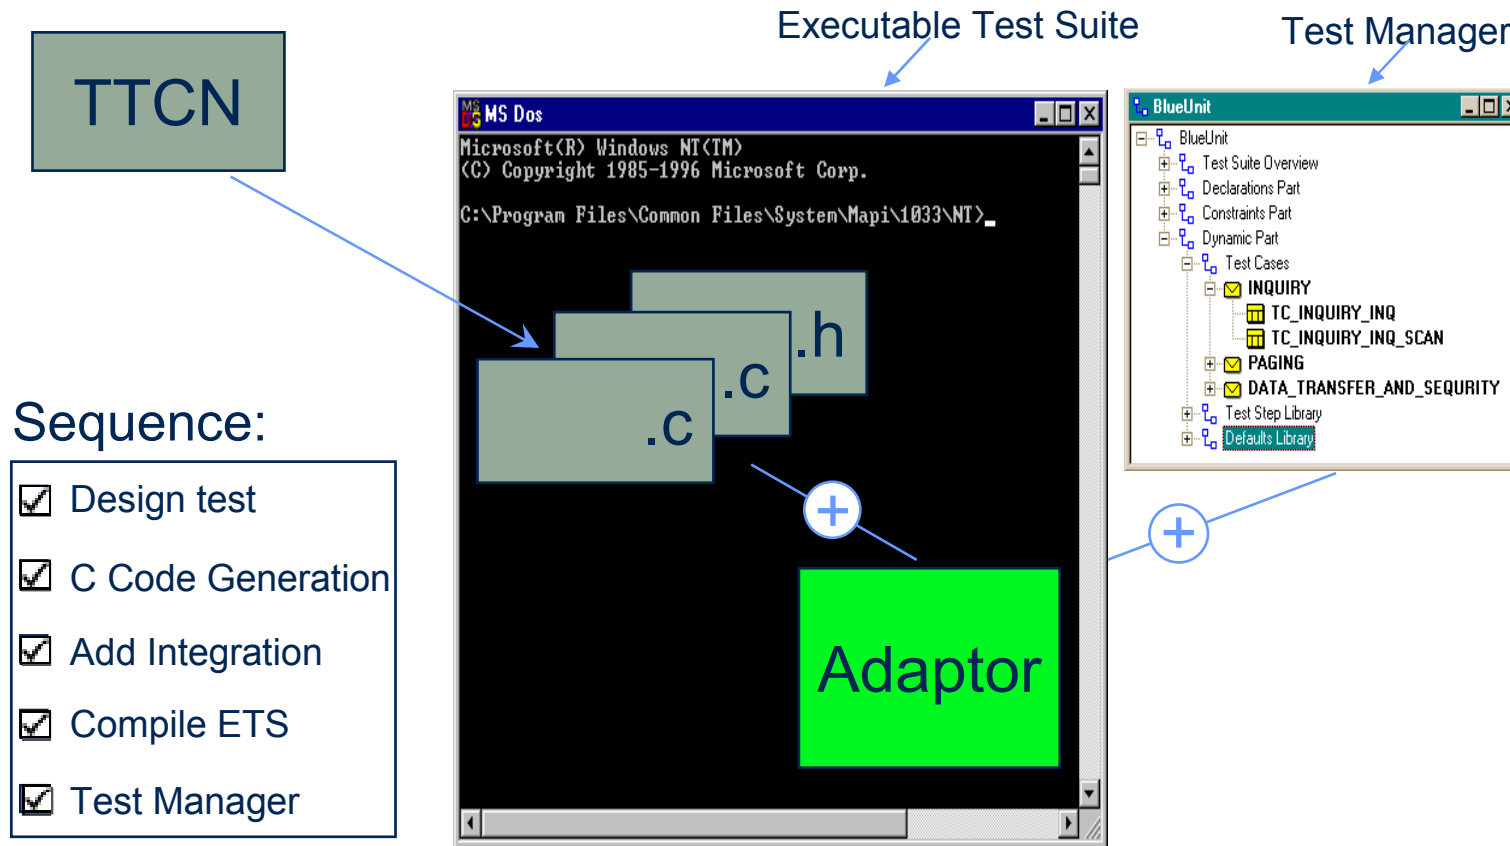 TTCN
Executable Test Suite
Test Manager
MS Dos
Microsoft(R) Windows NT(TM)
(C) Copyright 1985-1996 Microsoft Corp.
C:\Program Files\Common Files\System\Mapi\1033\NT>_
.h
.c
.c
Adaptor
BlueUnit
BlueUnit
Test Suite Overview
Declarations Part
Constraints Part
Dynamic Part
Test Cases
INQUIRY
TC_INQUIRY_INQ
TC_INQUIRY_INQ_SCAN
PAGING
DATA_TRANSFER_AND_SEQURITY
Test Step Library
Defaults Library
+
+
Sequence:
Design test
C Code Generation
Add Integration
Compile ETS
Test Manager